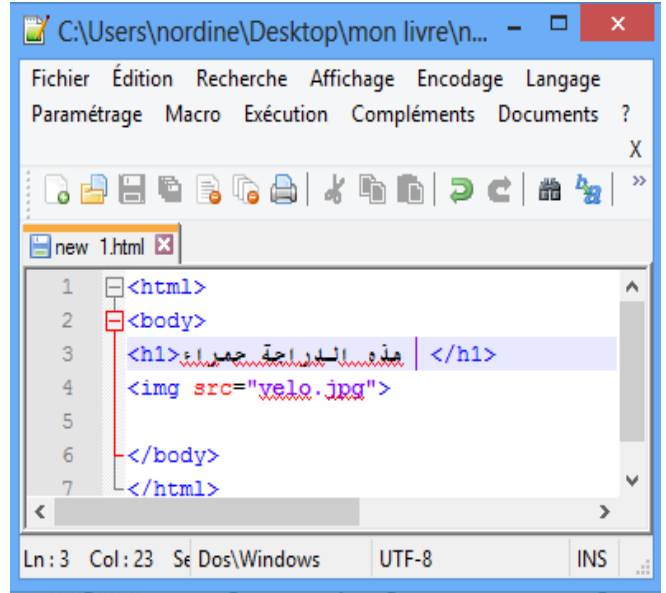 C:\Users\nordine\Desktop\mon livre\n...
Fichier Édition Recherche Affichage Encodage Langage
Paramétrage Macro Exécution Compléments Documents ?
X
new 1.html
1 <html>
2 <body>
3 <h1>هذه الدراجة حمراء </h1>
4 <img src="velo.jpg">
5
6 </body>
7 </html>
Ln : 3 Col : 23 Se Dos\Windows UTF-8 INS